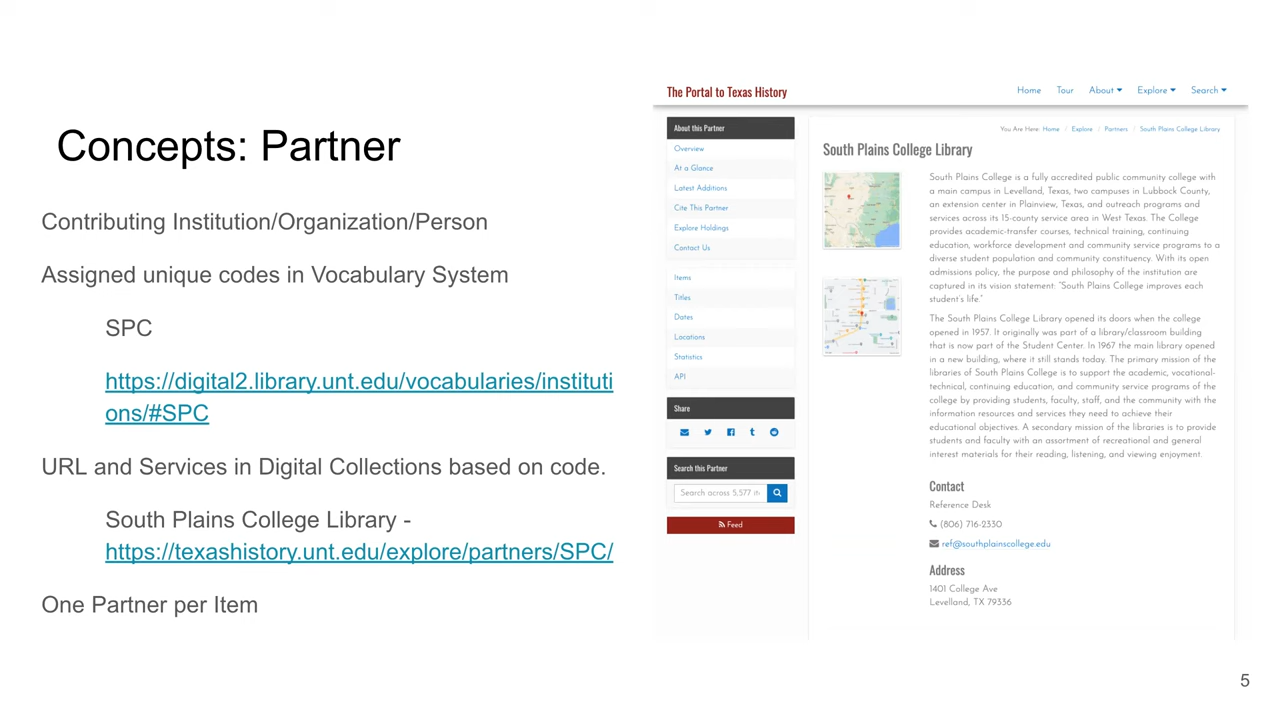 Concepts: Partner
Contributing Institution/Organization/Person
Assigned unique codes in Vocabulary System
SPC
https://digital2.library.unt.edu/vocabularies/instituti
ons/#SPC
URL and Services in Digital Collections based on code.
South Plains College Library -
https://texashistory.unt.edu/explore/partners/SPC/
One Partner per Item
The Portal to Texas History
Home Tour About Explore Search
About this Partner
Overview
At a Glance
Latest Additions
Cite This Partner
Explore Holdings
Contact Us
Items
Titles
Dates
Locations
Statistics
API
Share
Search this Partner
Search across 5,577 it
Feed
You Are Here: Home / Explore / Partners / South Plains College Library
South Plains College Library
South Plains College is a fully accredited public community college with
a main campus in Levelland, Texas, two campuses in Lubbock County,
an extension center in Plainview, Texas, and outreach programs and
services across its 15-county service area in West Texas. The College
provides academic-transfer courses, technical training, continuing
education, workforce development and community service programs to a
diverse student population and community constituency. With its open
admissions policy, the purpose and philosophy of the institution are
captured in its vision statement: "South Plains College improves each
student's life."
The South Plains College Library opened its doors when the college
opened in 1957. It originally was part of a library/classroom building
that is now part of the Student Center. In 1967 the main library opened
in a new building, where it still stands today. The primary mission of the
libraries of South Plains College is to support the academic, vocational-
technical, continuing education, and community service programs of the
college by providing students, faculty, staff, and the community with the
information resources and services they need to achieve their
educational objectives. A secondary mission of the libraries is to provide
students and faculty with an assortment of recreational and general
interest materials for their reading, listening, and viewing enjoyment.
Contact
Reference Desk
(806) 716-2330
ref@southplainscollege.edu
Address
1401 College Ave
Levelland, TX 79336
5